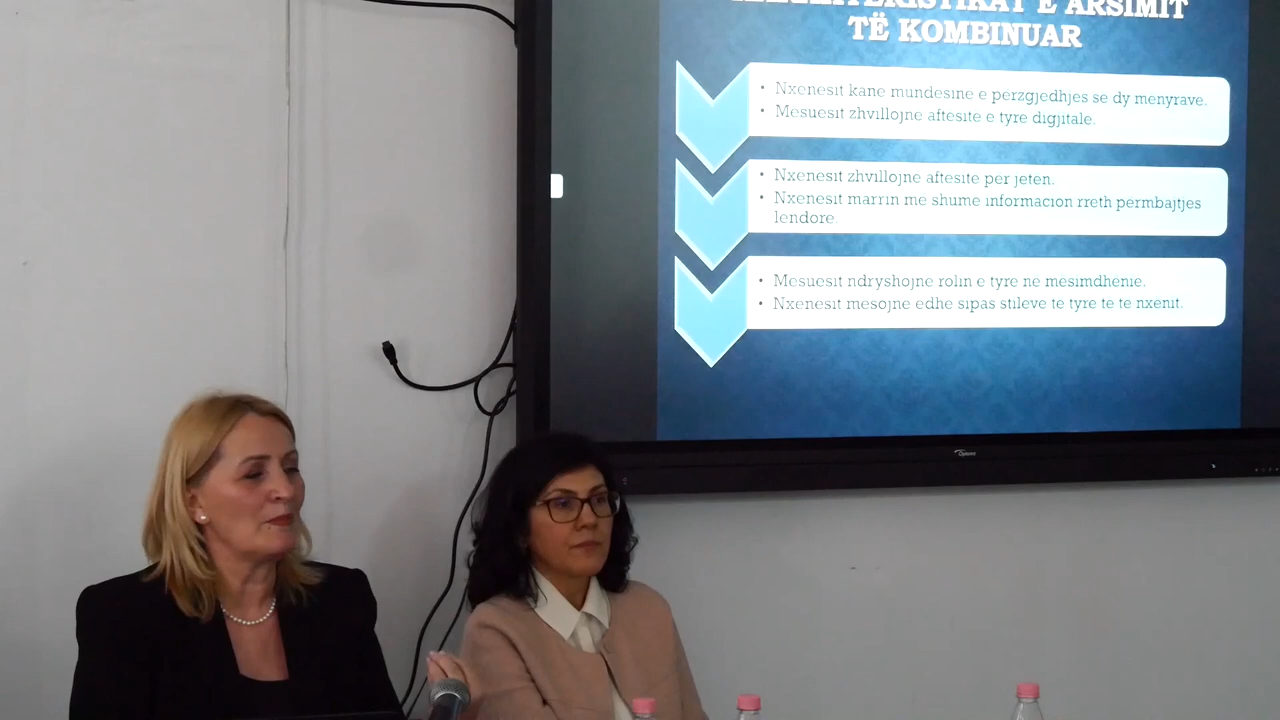 E ARSIMIT
TË KOMBINUAR
• Nxenesit kane mundesine e perzgjedhjes se dy menyrave.
• Mesuesit zhvillojne aftesite e tyre digjitale.
• Nxenesit zhvillojne aftesite per jeten.
• Nxenesit marrin me shume informacion rreth permbajtjes
lendore.
• Mesuesit ndryshojne rolin e tyre ne mesimdhenie.
• Nxenesit mesojne edhe sipas stileve te tyre te te nxenit.
Optoma